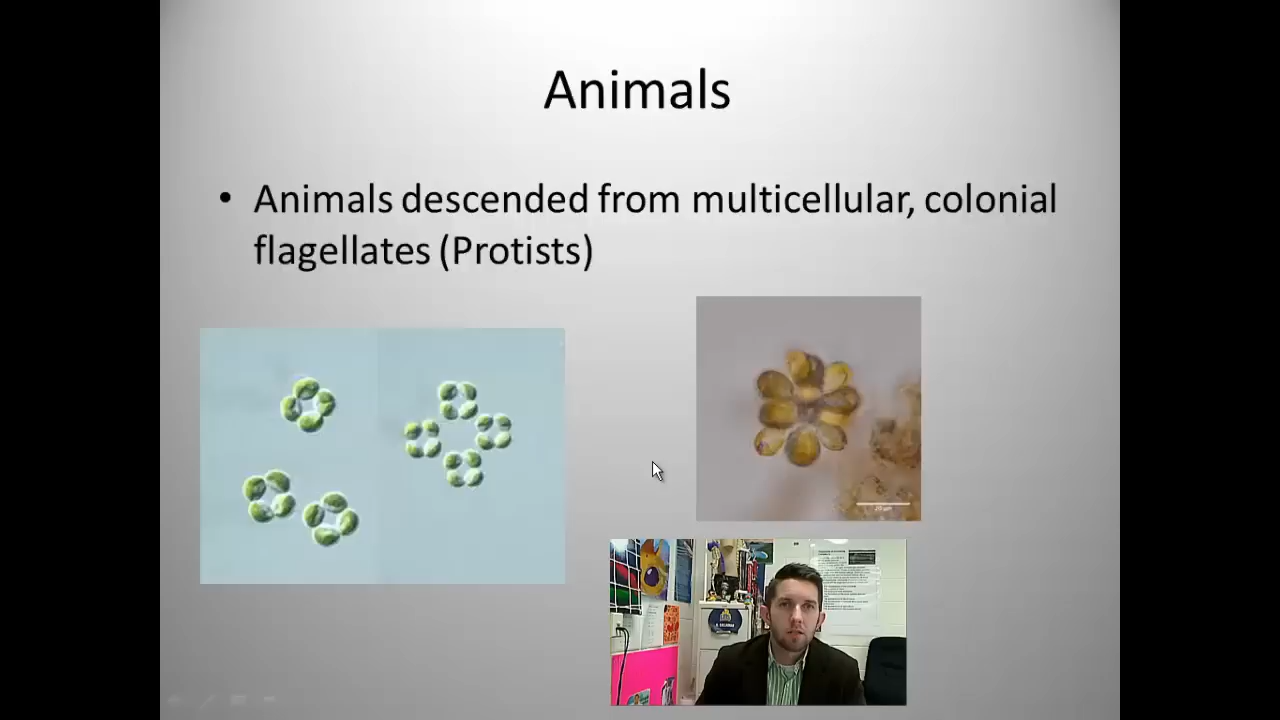 Animals
• Animals descended from multicellular, colonial
flagellates (Protists)